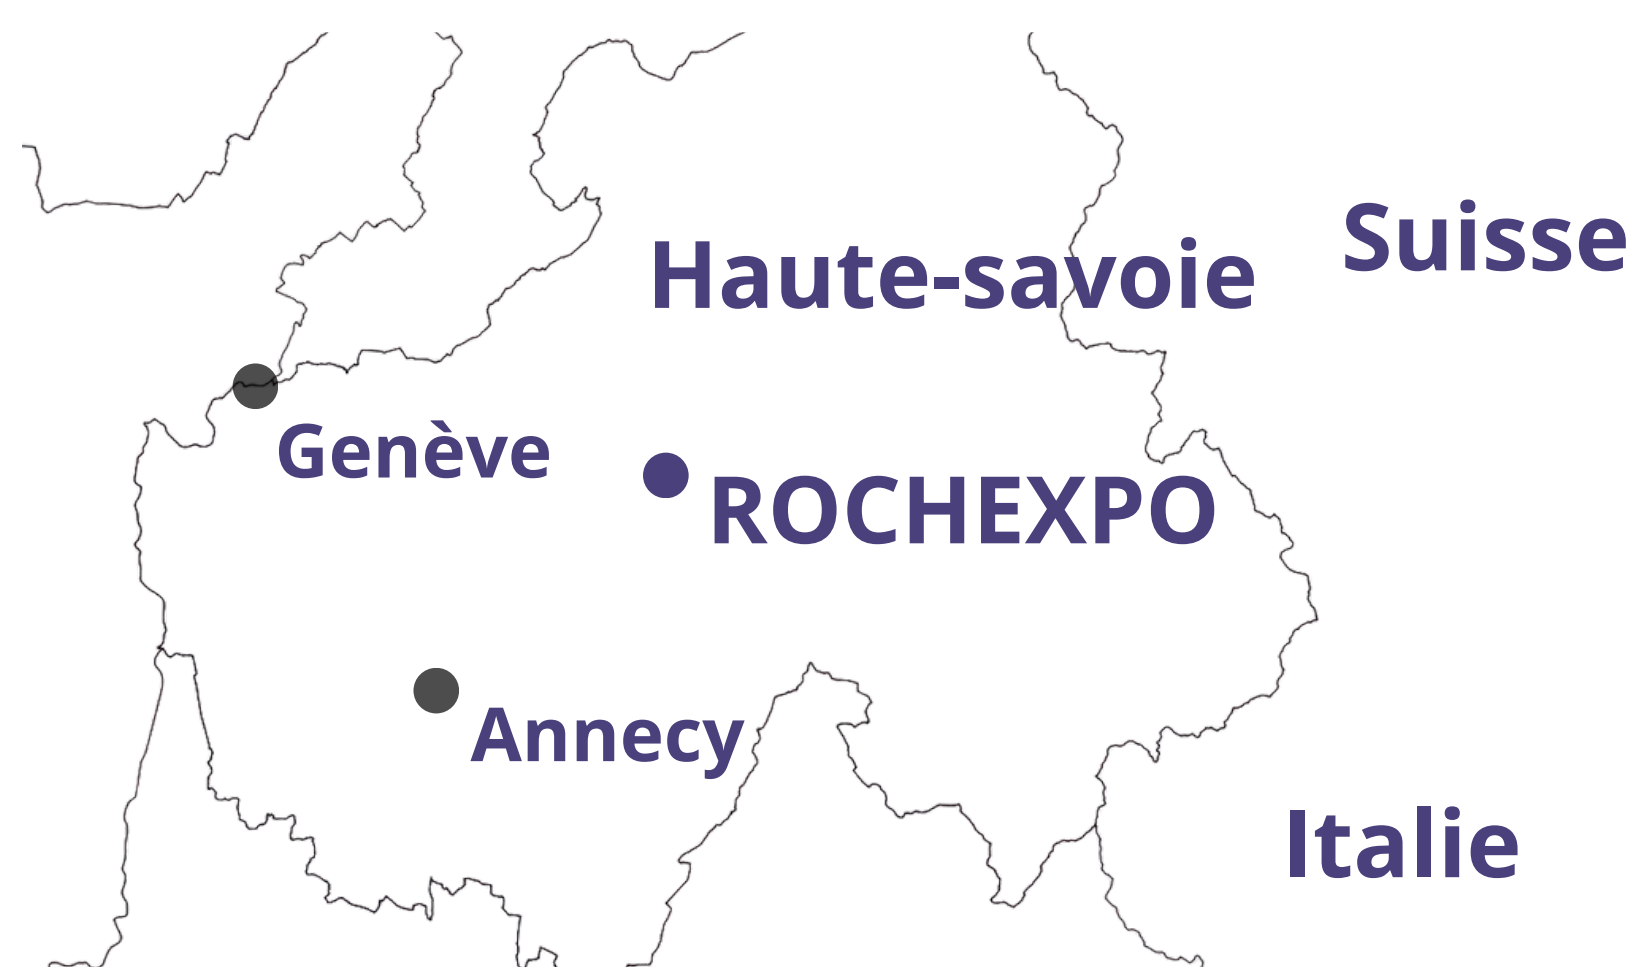 Suisse
Haute-savoie
Genève
ROCHEXPO
Annecy
Italie